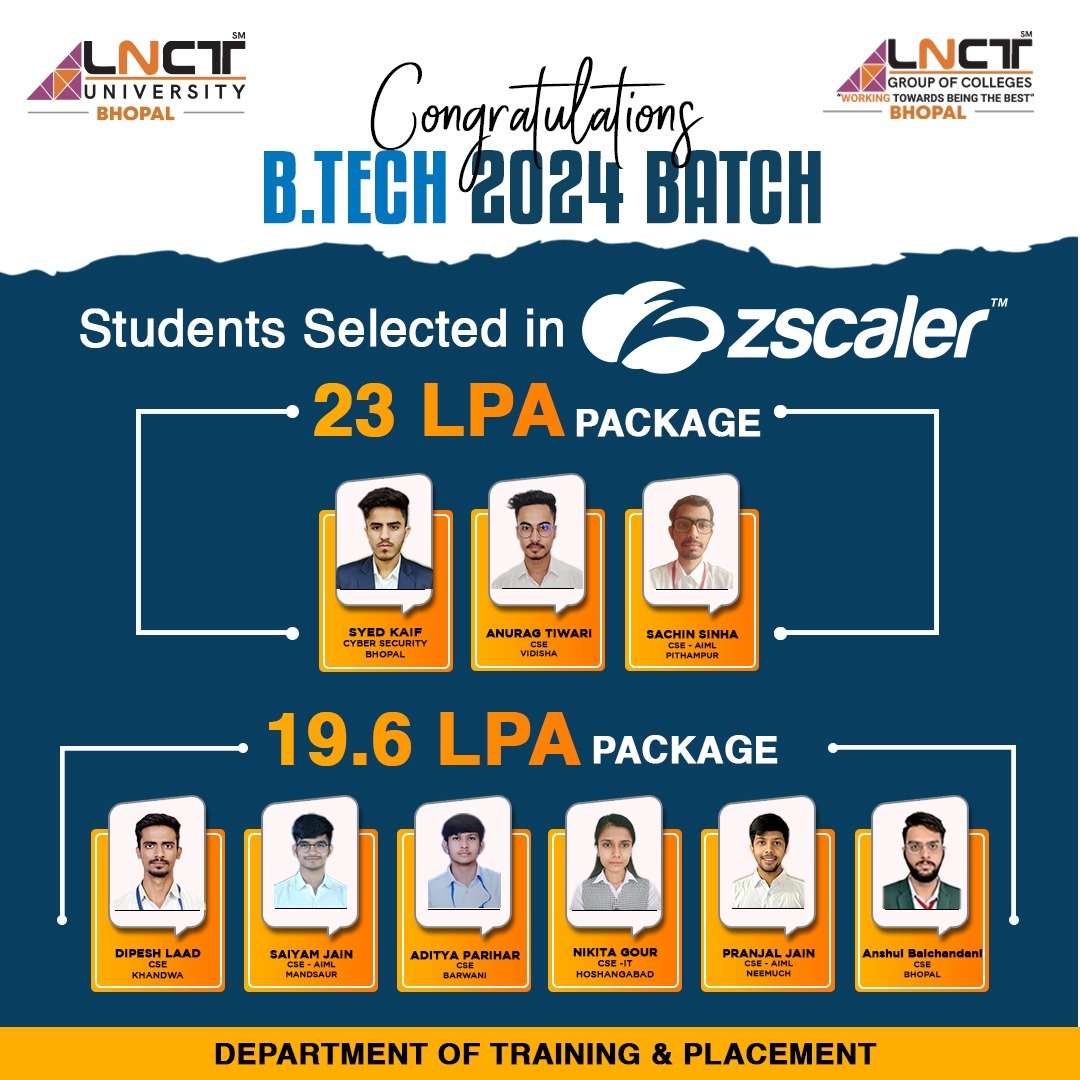 LNCT SM
UNIVERSITY
BHOPAL
LNCT SM
GROUP OF COLLEGES
"WORKING TOWARDS BEING THE BEST"
BHOPAL
Congratulations
B.TECH 2024 BATCH
Students Selected in zscaler™
23 LPA PACKAGE
SYED KAIF
CYBER SECURITY
BHOPAL
ANURAG TIWARI
CSE
VIDISHA
SACHIN SINHA
CSE - AIML
PITHAMPUR
19.6 LPA PACKAGE
DIPESH LAAD
CSE
KHANDWA
SAIYAM JAIN
CSE - AIML
MANDSAUR
ADITYA PARIHAR
CSE
BARWANI
NIKITA GOUR
CSE -IT
HOSHANGABAD
PRANJAL JAIN
CSE - AIML
NEEMUCH
Anshul Balchandani
CSE
BHOPAL
DEPARTMENT OF TRAINING & PLACEMENT